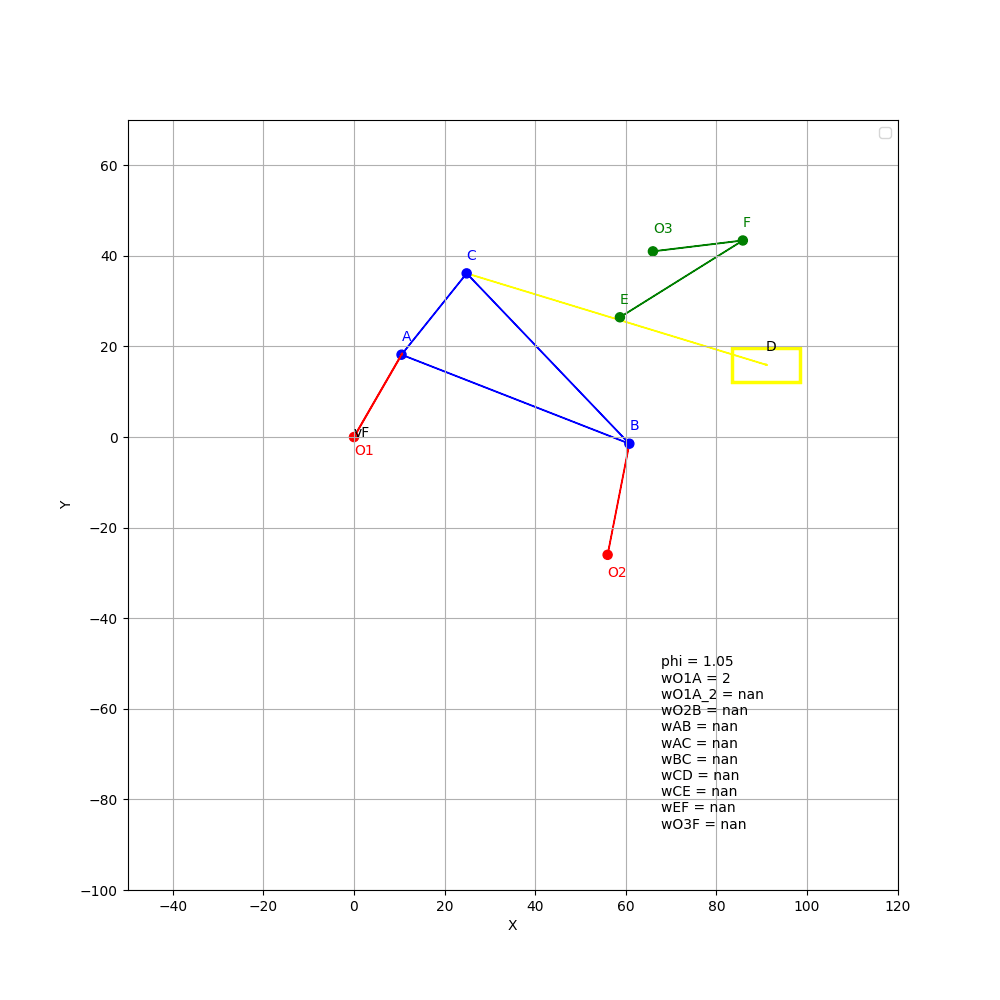 60
40
20
0
−20
−40
−60
−80
−100
Y
O3
F
C
E
A
D
B
vF
O1
O2
phi = 1.05
wO1A = 2
wO1A_2 = nan
wO2B = nan
wAB = nan
wAC = nan
wBC = nan
wCD = nan
wCE = nan
wEF = nan
wO3F = nan
−40
−20
0
20
40
60
80
100
120
X